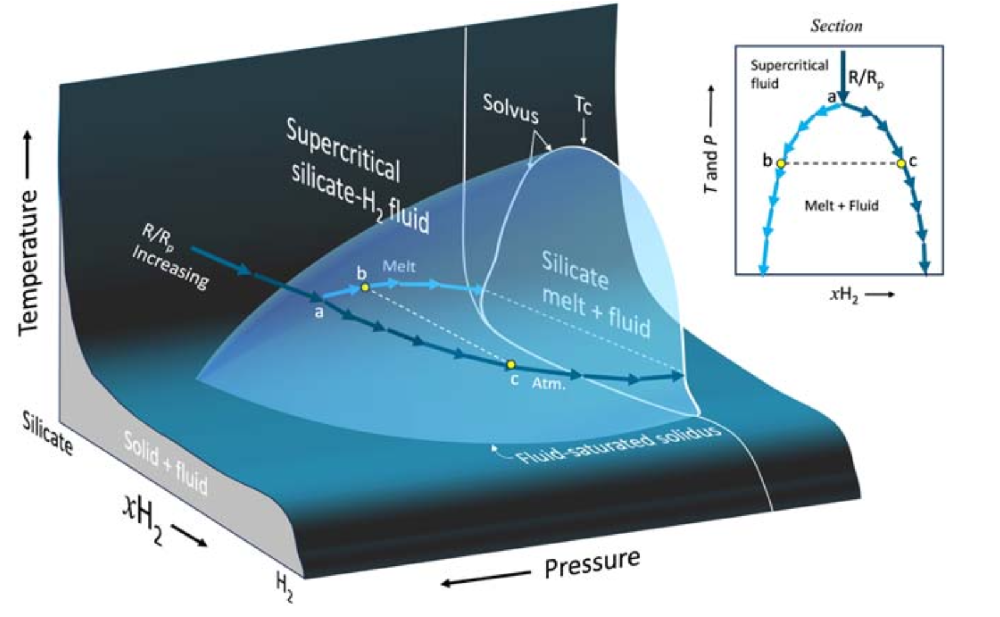 Temperature
Silicate
xH2
H2
Pressure
Solid + fluid
Supercritical
silicate-H2 fluid
R/Rp
Increasing
Solvus
Tc
a
b
Melt
c
Atm.
Silicate
melt + fluid
Fluid-saturated solidus
Section
Supercritical
fluid
R/Rp
a
b
c
Melt + Fluid
T and P
xH2